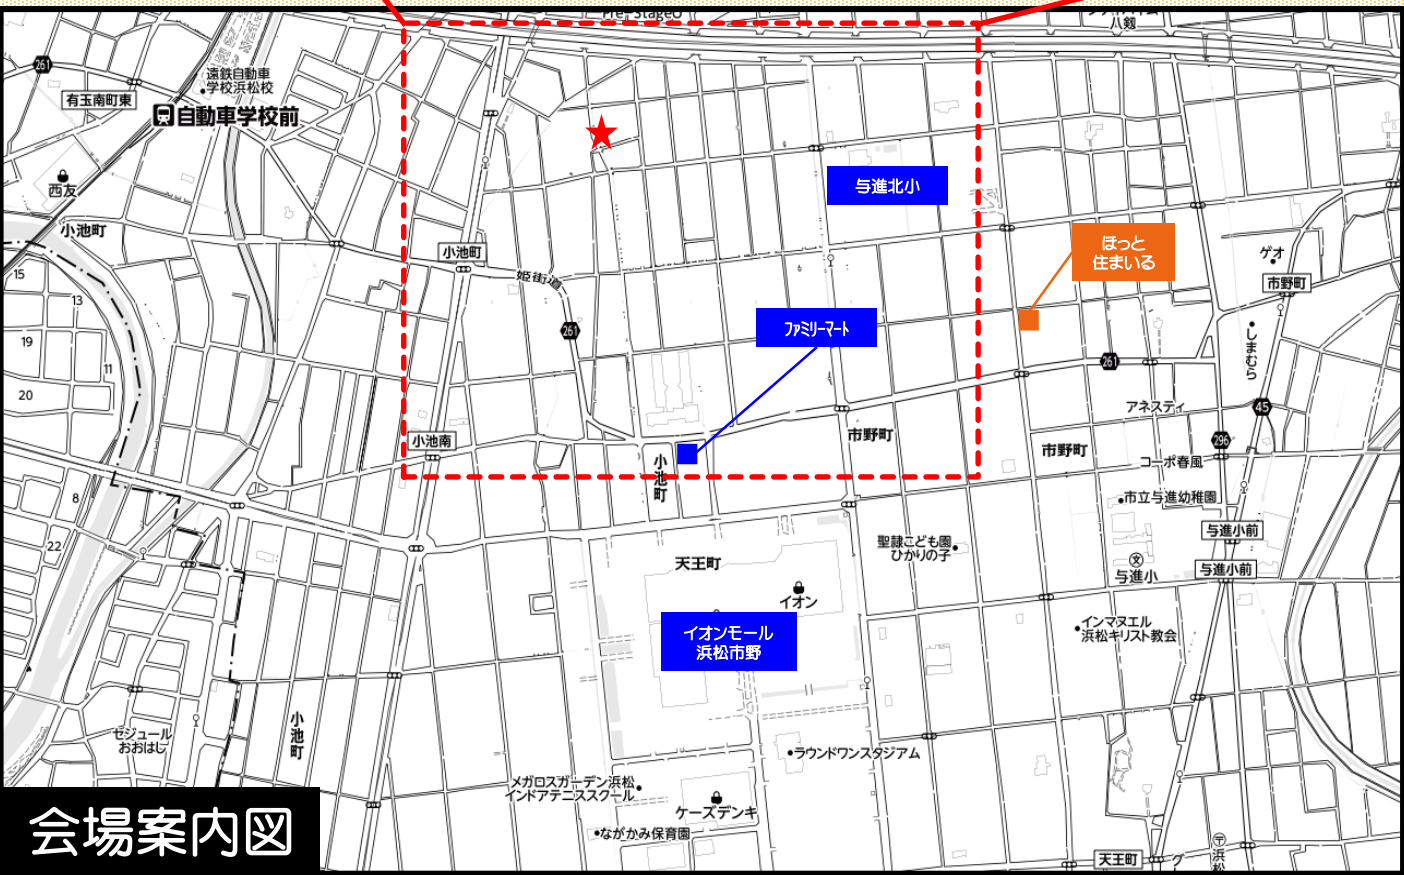 Pre-StageU
八剱
261
遠鉄自動車
学校浜松校
有玉南町東
自動車学校前
西友
小池町
与進北小
ほっと
住まいる
小池町
姫街道
ゲオ
市野町
15
13
19
11
20
261
ファミリーマート
しまむら
261
アネスティ
45
296
小池南
市野町
市野町
コーポ春風
小池町
8
22
市立与進幼稚園
与進小前
聖隷こども園
ひかりの子
天王町
文
与進小
与進小前
イオン
イオンモール
浜松市野
インマヌエル
浜松キリスト教会
小池町
セジュール
おおはし
ラウンドワンスタジアム
メガロスガーデン浜松
インドアテニススクール
ケーズデンキ
ながかみ保育園
会場案内図
天王町
グ
〒浜松